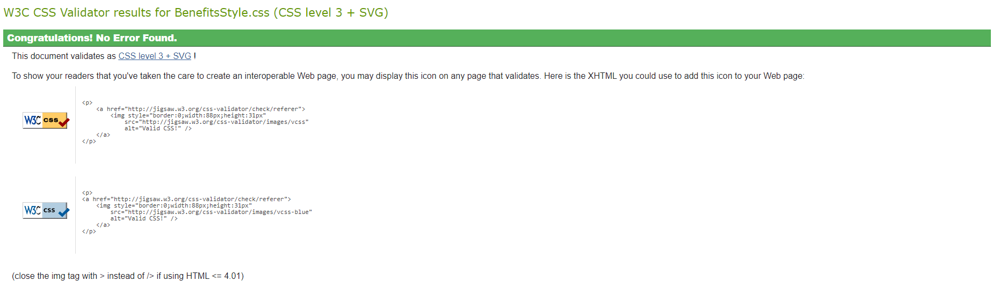 W3C CSS Validator results for BenefitsStyle.css (CSS level 3 + SVG)
Congratulations! No Error Found.
This document validates as CSS level 3 + SVG !
To show your readers that you've taken the care to create an interoperable Web page, you may display this icon on any page that validates. Here is the XHTML you could use to add this icon to your Web page:
W3C css
<p>
    <a href="http://jigsaw.w3.org/css-validator/check/referer">
        <img style="border:0;width:88px;height:31px"
            src="http://jigsaw.w3.org/css-validator/images/vcss"
            alt="Valid CSS!" />
    </a>
</p>
W3C css
<p>
<a href="http://jigsaw.w3.org/css-validator/check/referer">
    <img style="border:0;width:88px;height:31px"
        src="http://jigsaw.w3.org/css-validator/images/vcss-blue"
        alt="Valid CSS!" />
    </a>
</p>
(close the img tag with > instead of /> if using HTML <= 4.01)